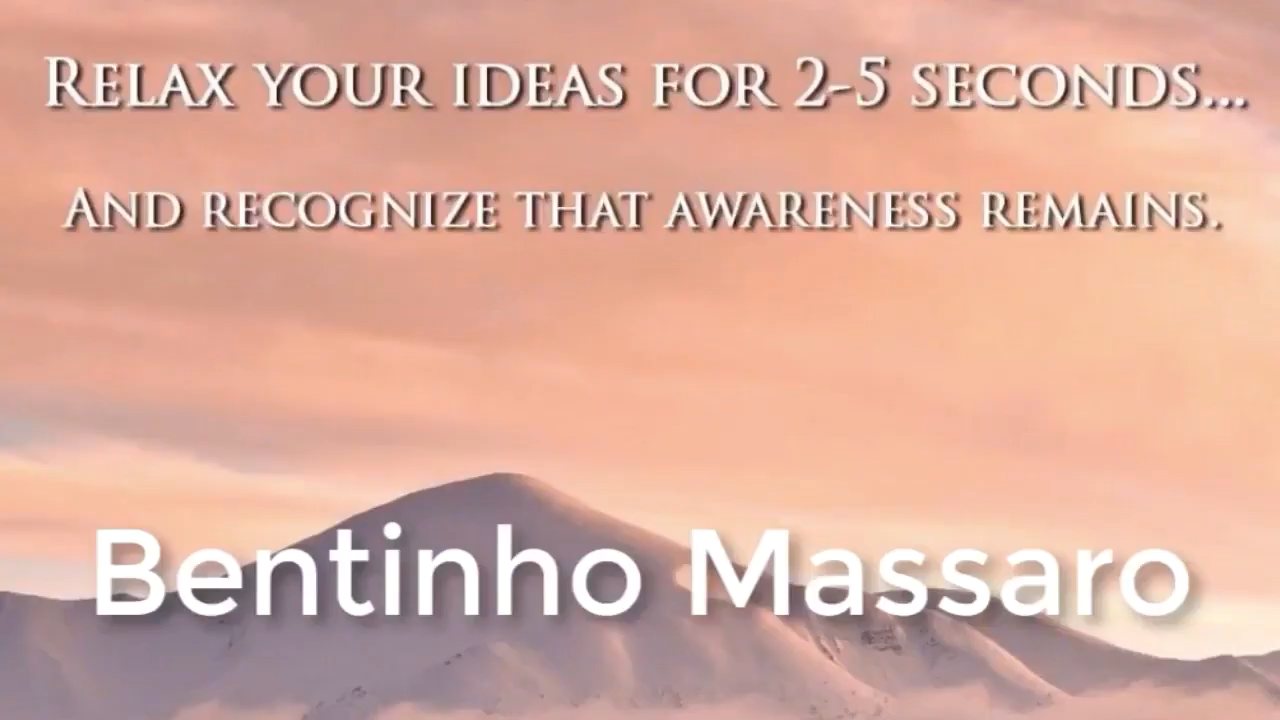 Relax your ideas for 2-5 seconds...
And recognize that awareness remains.
Bentinho Massaro